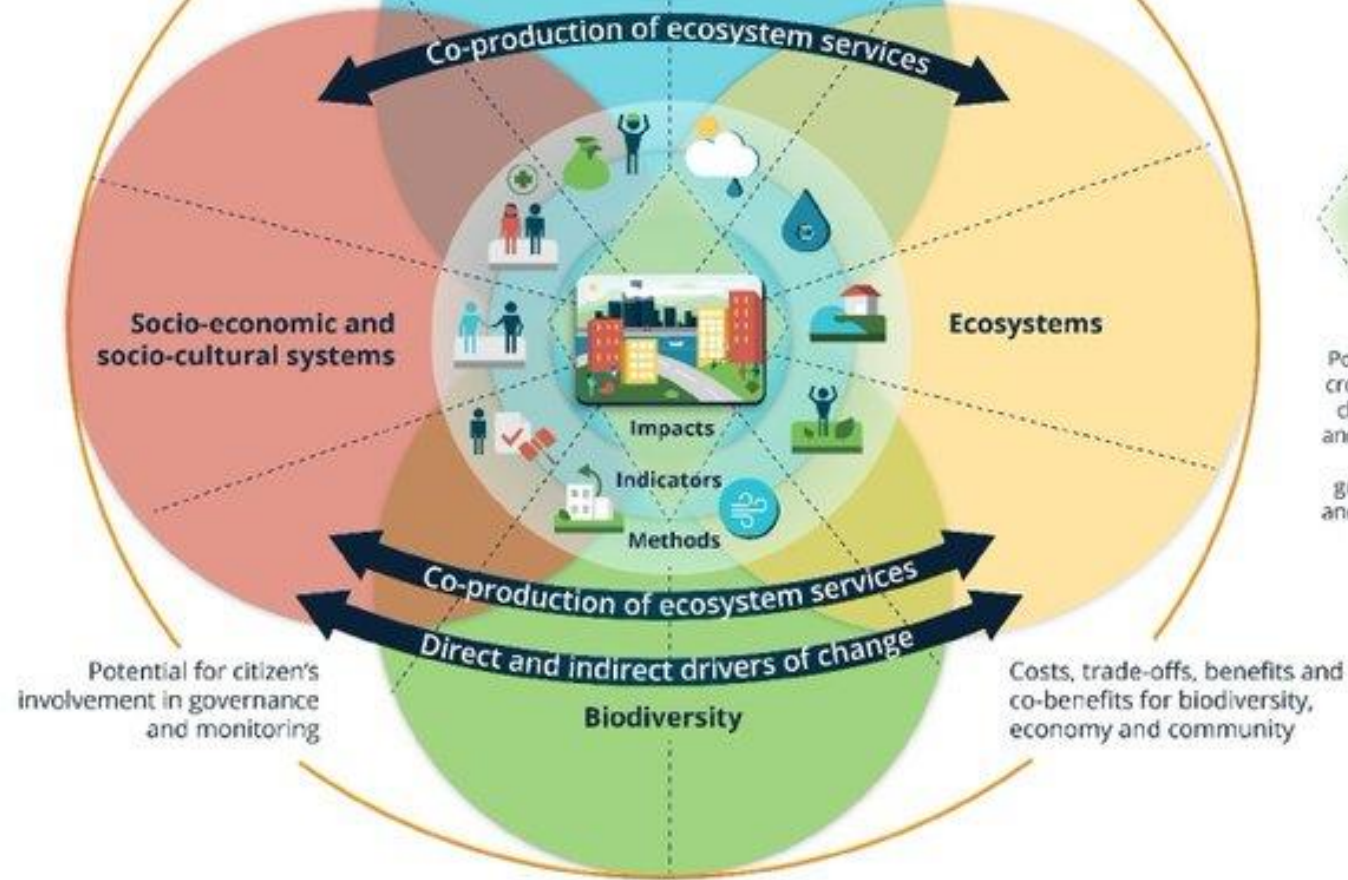 Co-production of ecosystem services
Socio-economic and
socio-cultural systems
Ecosystems
Impacts
Indicators
Methods
Co-production of ecosystem services
Direct and indirect drivers of change
Biodiversity
Potential for citizen's
involvement in governance
and monitoring
Costs, trade-offs, benefits and
co-benefits for biodiversity,
economy and community